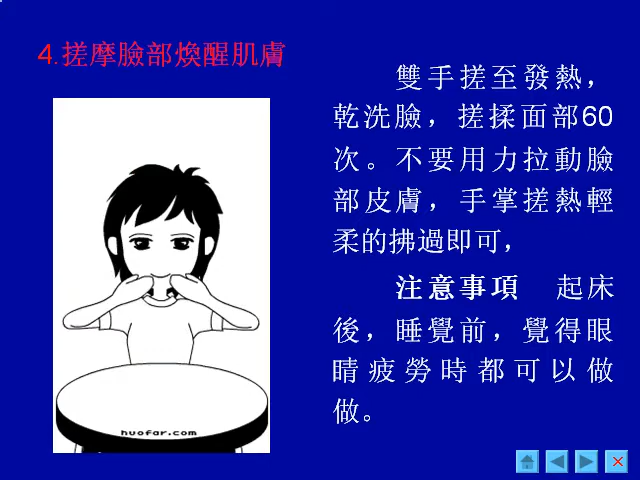 4.搓摩臉部煥醒肌膚
雙手搓至發熱，
乾洗臉，搓揉面部60
次。不要用力拉動臉
部皮膚，手掌搓熱輕
柔的拂過即可，
注意事項　起床
後，睡覺前，覺得眼
睛疲勞時都可以做
做。
huofar.com